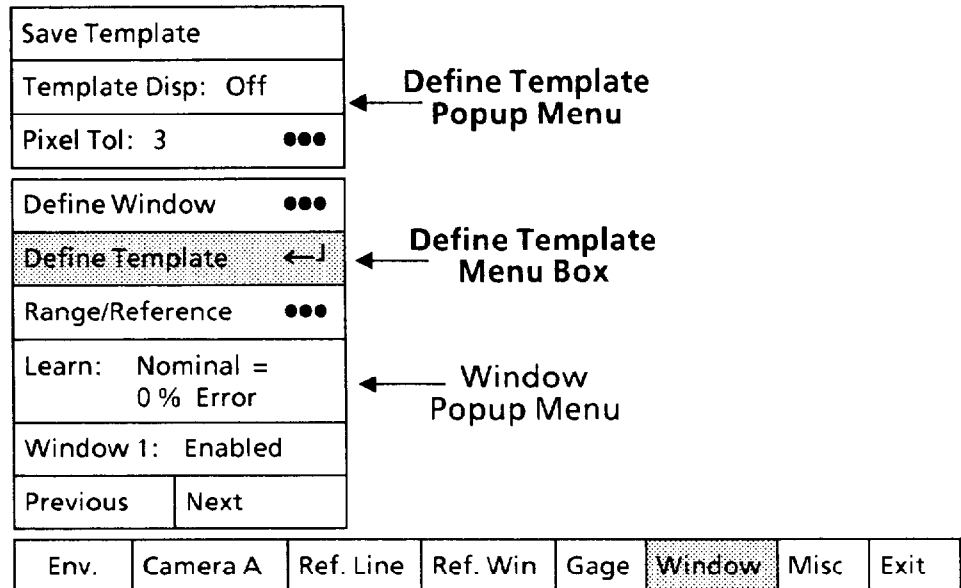 Save Template
Template Disp: Off
Pixel Tol: 3 •••
Define Template
Popup Menu
Define Window •••
Define Template ↵
Define Template
Menu Box
Range/Reference •••
Learn: Nominal =
0 % Error
Window
Popup Menu
Window 1: Enabled
Previous Next
Env. Camera A Ref. Line Ref. Win Gage Window Misc Exit